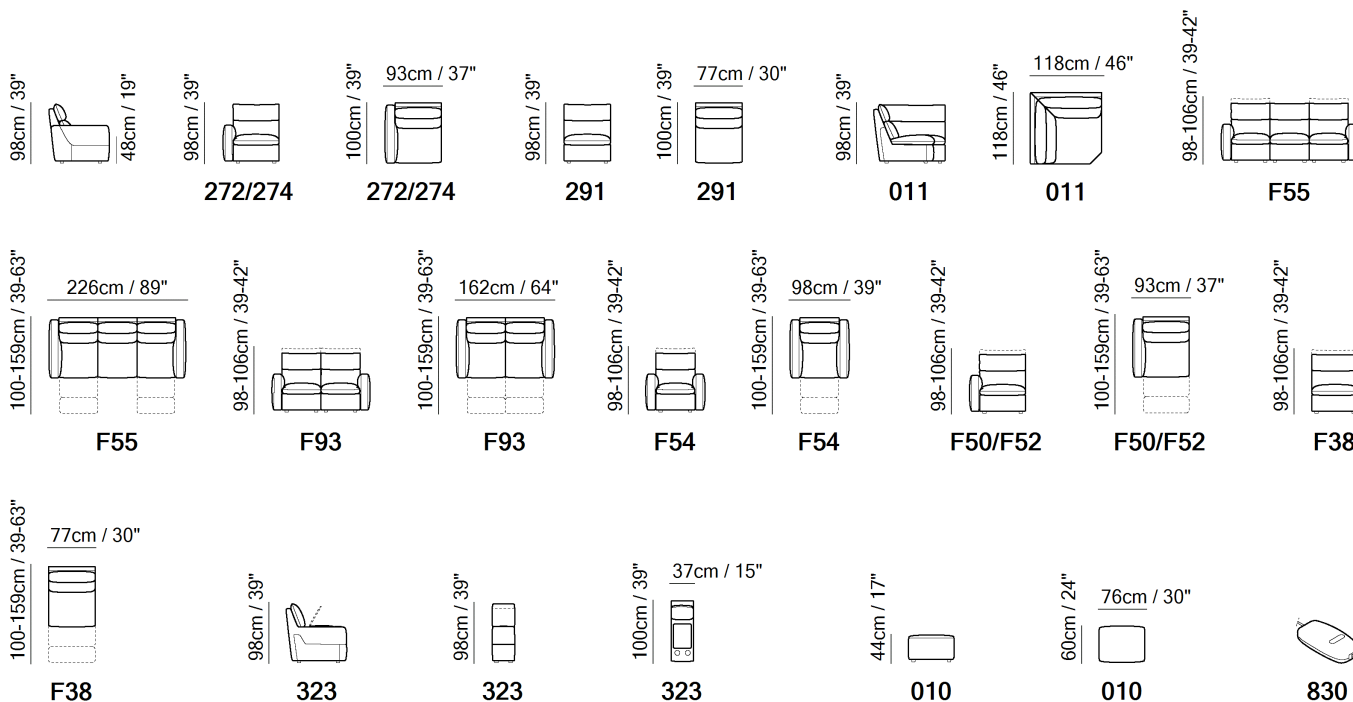 98cm / 39"
48cm / 19"
98cm / 39"
272/274
100cm / 39"
93cm / 37"
272/274
98cm / 39"
291
100cm / 39"
77cm / 30"
291
98cm / 39"
011
118cm / 46"
118cm / 46"
011
98-106cm / 39-42"
F55
100-159cm / 39-63"
226cm / 89"
F55
98-106cm / 39-42"
F93
100-159cm / 39-63"
162cm / 64"
F93
98-106cm / 39-42"
F54
100-159cm / 39-63"
98cm / 39"
F54
98-106cm / 39-42"
F50/F52
100-159cm / 39-63"
93cm / 37"
F50/F52
98-106cm / 39-42"
F38
100-159cm / 39-63"
77cm / 30"
F38
98cm / 39"
323
98cm / 39"
323
100cm / 39"
37cm / 15"
323
44cm / 17"
010
60cm / 24"
76cm / 30"
010
830